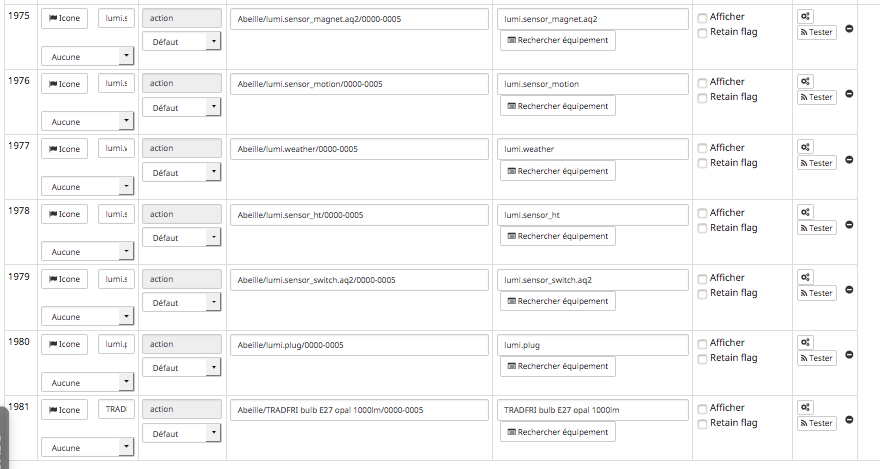 1975 Icone lumi.s action Abeille/lumi.sensor_magnet.aq2/0000-0005 lumi.sensor_magnet.aq2 Afficher
Défaut Rechercher équipement Retain flag Tester
Aucune
1976 Icone lumi.s action Abeille/lumi.sensor_motion/0000-0005 lumi.sensor_motion Afficher
Défaut Rechercher équipement Retain flag Tester
Aucune
1977 Icone lumi.v action Abeille/lumi.weather/0000-0005 lumi.weather Afficher
Défaut Rechercher équipement Retain flag Tester
Aucune
1978 Icone lumi.s action Abeille/lumi.sensor_ht/0000-0005 lumi.sensor_ht Afficher
Défaut Rechercher équipement Retain flag Tester
Aucune
1979 Icone lumi.s action Abeille/lumi.sensor_switch.aq2/0000-0005 lumi.sensor_switch.aq2 Afficher
Défaut Rechercher équipement Retain flag Tester
Aucune
1980 Icone lumi.p action Abeille/lumi.plug/0000-0005 lumi.plug Afficher
Défaut Rechercher équipement Retain flag Tester
Aucune
1981 Icone TRADI action Abeille/TRADFRI bulb E27 opal 1000lm/0000-0005 TRADFRI bulb E27 opal 1000lm Afficher
Défaut Rechercher équipement Retain flag Tester
Aucune